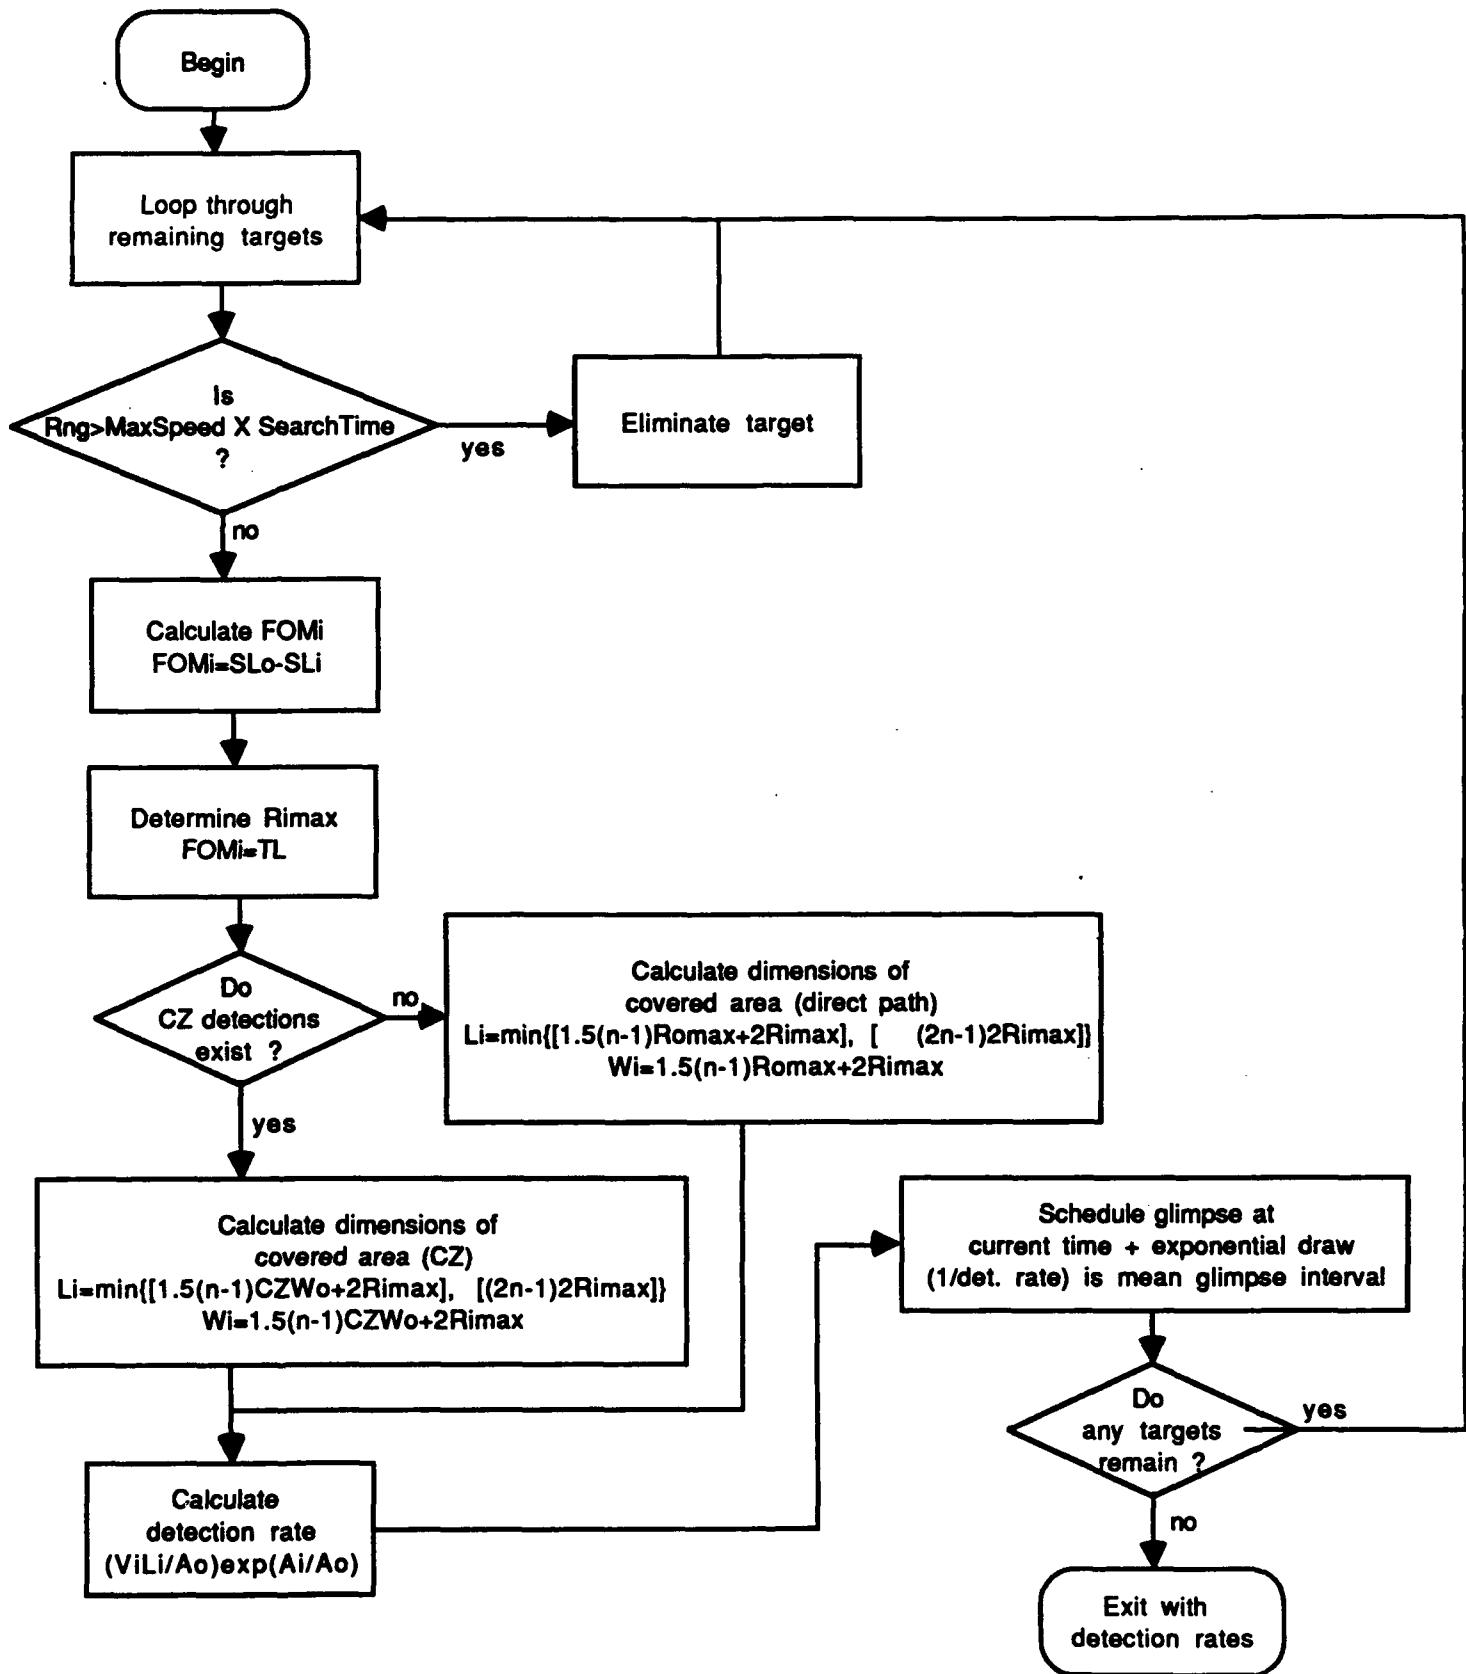 Begin
Loop through
remaining targets
Is
Rng>MaxSpeed X SearchTime
?
yes
Eliminate target
no
Calculate FOMi
FOMi=SLo-SLi
Determine Rimax
FOMi=TL
Do
CZ detections
exist ?
no
Calculate dimensions of
covered area (direct path)
Li=min{[1.5(n-1)Romax+2Rimax], [ (2n-1)2Rimax]}
Wi=1.5(n-1)Romax+2Rimax
yes
Calculate dimensions of
covered area (CZ)
Li=min{[1.5(n-1)CZWo+2Rimax], [(2n-1)2Rimax]}
Wi=1.5(n-1)CZWo+2Rimax
Calculate
detection rate
(ViLi/Ao)exp(Ai/Ao)
Schedule glimpse at
current time + exponential draw
(1/det. rate) is mean glimpse interval
Do
any targets
remain ?
yes
no
Exit with
detection rates